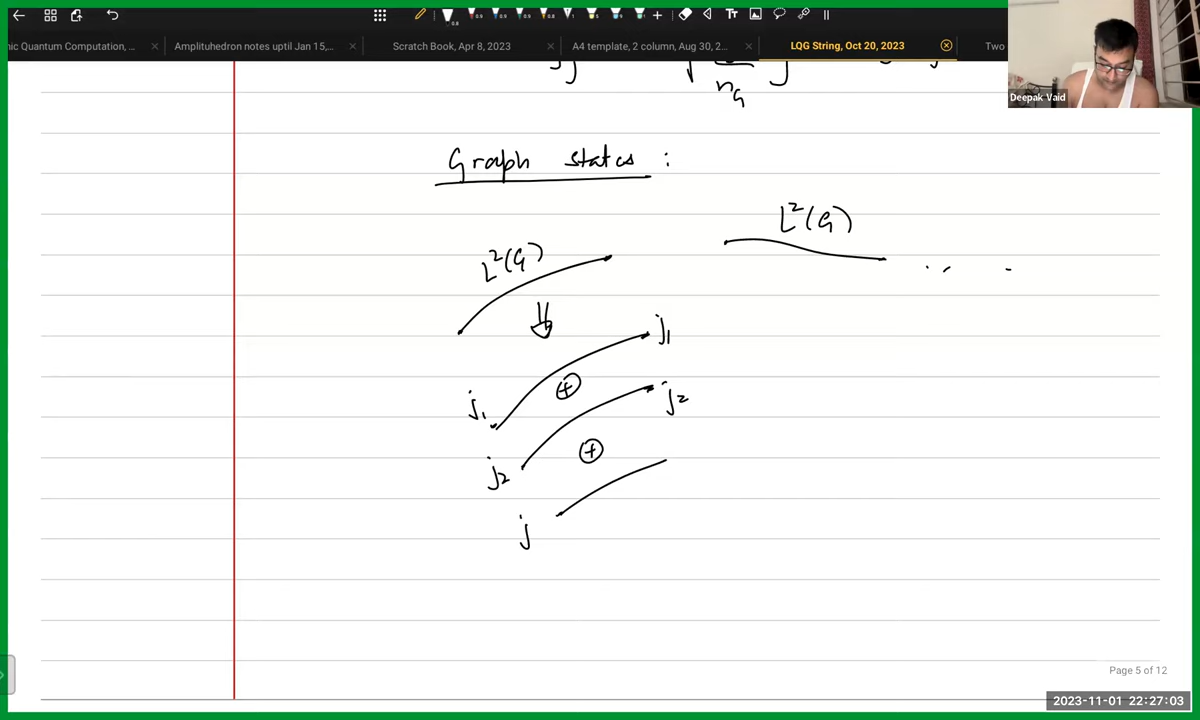 nic Quantum Computation, ... Amplituhedron notes uptil Jan 15,... Scratch Book, Apr 8, 2023 A4 template, 2 column, Aug 30, 2... LQG String, Oct 20, 2023 Two
Deepak Vaid
n_G j
Graph states :
L²(G)
L²(G)
⇓
j₁ j₁
⊕
j₂ j₂
⊕
j
Page 5 of 12
2023-11-01 22:27:03